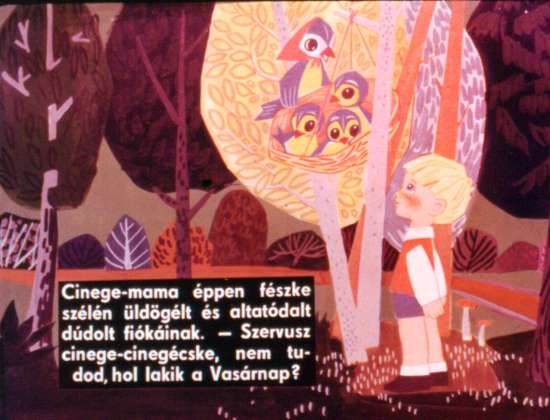 Cinege-mama éppen fészke
szélén üldögélt és altatódalt
dúdolt fiókáinak. — Szervusz
cinege-cinegécske, nem tu-
dod, hol lakik a Vasárnap?